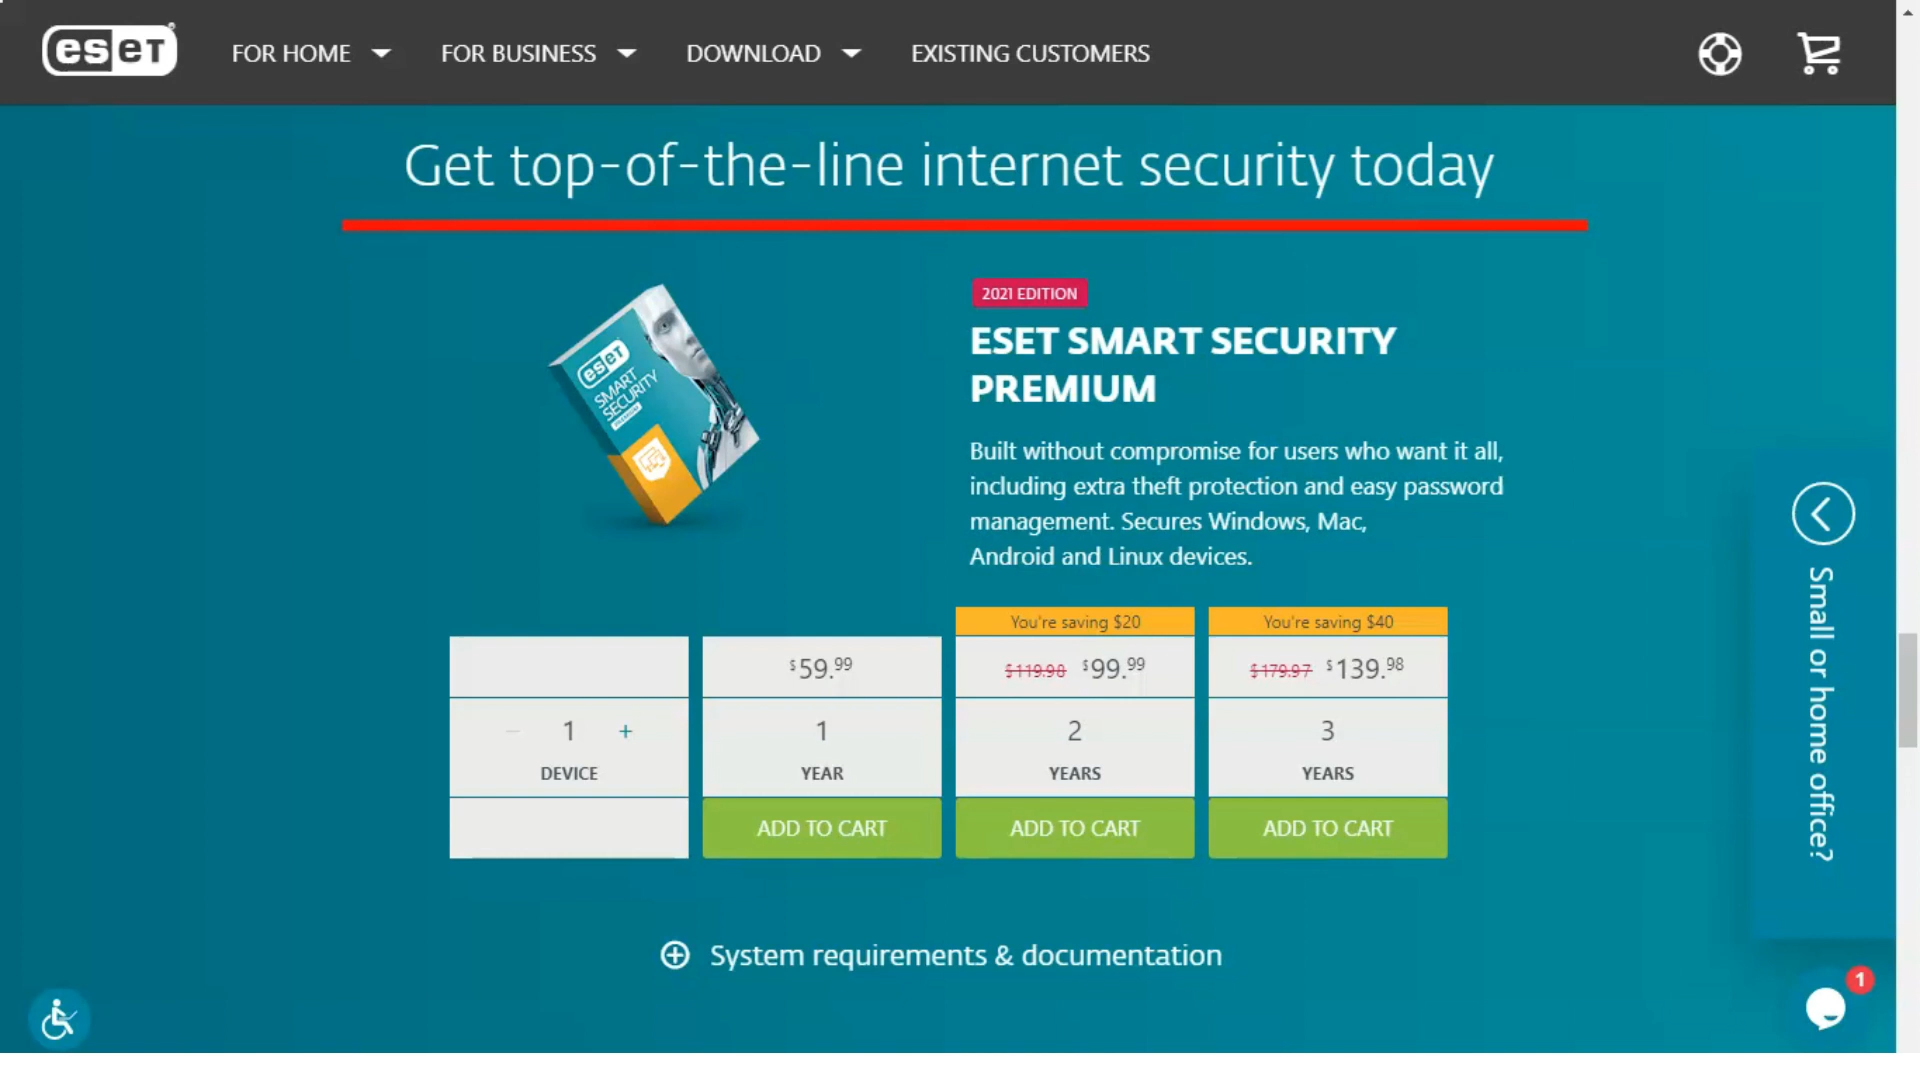 eset®
FOR HOME
FOR BUSINESS
DOWNLOAD
EXISTING CUSTOMERS
Get top-of-the-line internet security today
2021 EDITION
ESET SMART SECURITY
PREMIUM
Built without compromise for users who want it all,
including extra theft protection and easy password
management. Secures Windows, Mac,
Android and Linux devices.
eset
SMART
SECURITY
PREMIUM
You're saving $20
You're saving $40
$59.99
$119.98 $99.99
$179.97 $139.98
− 1 +
1
2
3
DEVICE
YEAR
YEARS
YEARS
ADD TO CART
ADD TO CART
ADD TO CART
System requirements & documentation
Small or home office?
1